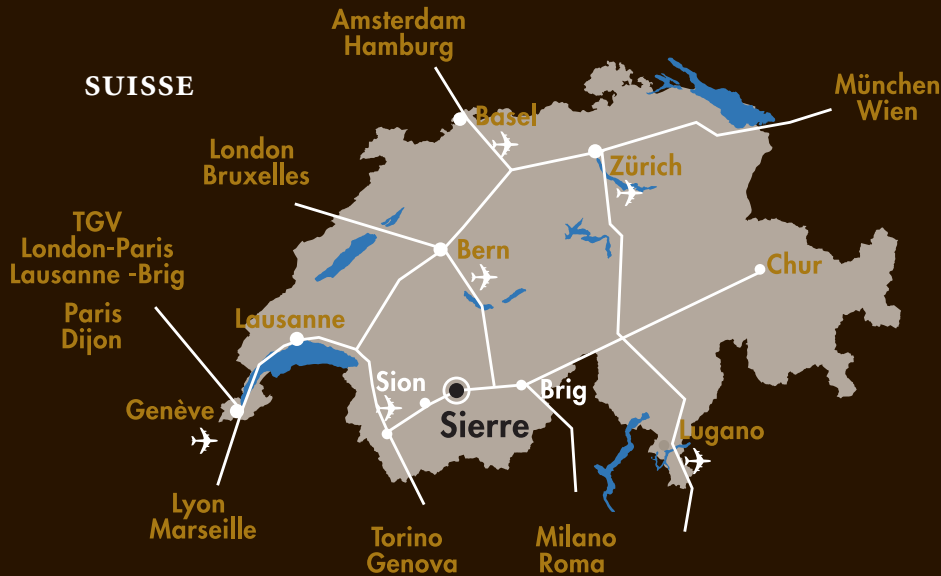 Amsterdam
Hamburg
SUISSE
München
Wien
Basel
London
Bruxelles
Zürich
TGV
London-Paris
Lausanne -Brig
Paris
Dijon
Bern
Chur
Lausanne
Sion
Brig
Genève
Sierre
Lugano
Lyon
Marseille
Torino
Genova
Milano
Roma